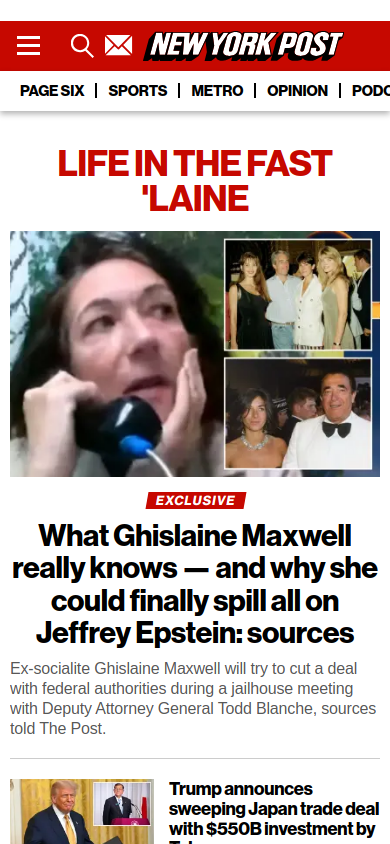 NEW YORK POST
PAGE SIX
SPORTS
METRO
OPINION
LIFE IN THE FAST
'LAINE
EXCLUSIVE
What Ghislaine Maxwell
really knows — and why she
could finally spill all on
Jeffrey Epstein: sources
Ex-socialite Ghislaine Maxwell will try to cut a deal
with federal authorities during a jailhouse meeting
with Deputy Attorney General Todd Blanche, sources
told The Post.
Trump announces
sweeping Japan trade deal
with $550B investment by